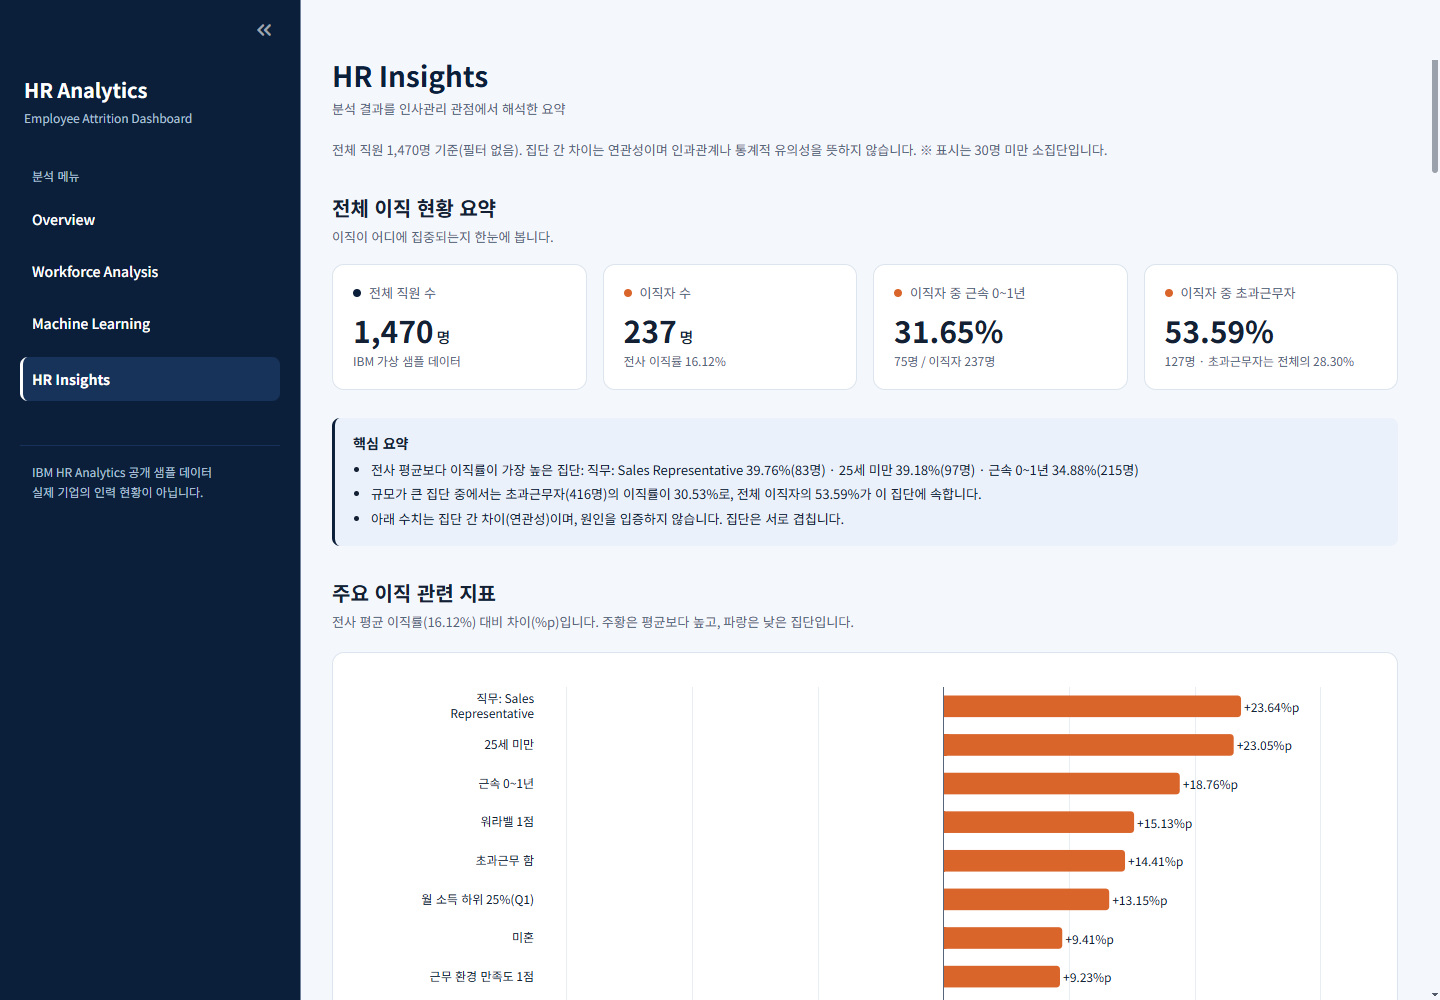 HR Analytics
Employee Attrition Dashboard
분석 메뉴
Overview
Workforce Analysis
Machine Learning
HR Insights
IBM HR Analytics 공개 샘플 데이터
실제 기업의 인력 현황이 아닙니다.
HR Insights
분석 결과를 인사관리 관점에서 해석한 요약
전체 직원 1,470명 기준(필터 없음). 집단 간 차이는 연관성이며 인과관계나 통계적 유의성을 뜻하지 않습니다. ※ 표시는 30명 미만 소집단입니다.
전체 이직 현황 요약
이직이 어디에 집중되는지 한눈에 봅니다.
전체 직원 수
1,470 명
IBM 가상 샘플 데이터
이직자 수
237 명
전사 이직률 16.12%
이직자 중 근속 0~1년
31.65%
75명 / 이직자 237명
이직자 중 초과근무자
53.59%
127명 · 초과근무자는 전체의 28.30%
핵심 요약
전사 평균보다 이직률이 가장 높은 집단: 직무: Sales Representative 39.76%(83명) · 25세 미만 39.18%(97명) · 근속 0~1년 34.88%(215명)
규모가 큰 집단 중에서는 초과근무자(416명)의 이직률이 30.53%로, 전체 이직자의 53.59%가 이 집단에 속합니다.
아래 수치는 집단 간 차이(연관성)이며, 원인을 입증하지 않습니다. 집단은 서로 겹칩니다.
주요 이직 관련 지표
전사 평균 이직률(16.12%) 대비 차이(%p)입니다. 주황은 평균보다 높고, 파랑은 낮은 집단입니다.
직무: Sales
Representative
+23.64%p
25세 미만
+23.05%p
근속 0~1년
+18.76%p
워라밸 1점
+15.13%p
초과근무 함
+14.41%p
월 소득 하위 25%(Q1)
+13.15%p
미혼
+9.41%p
근무 환경 만족도 1점
+9.23%p